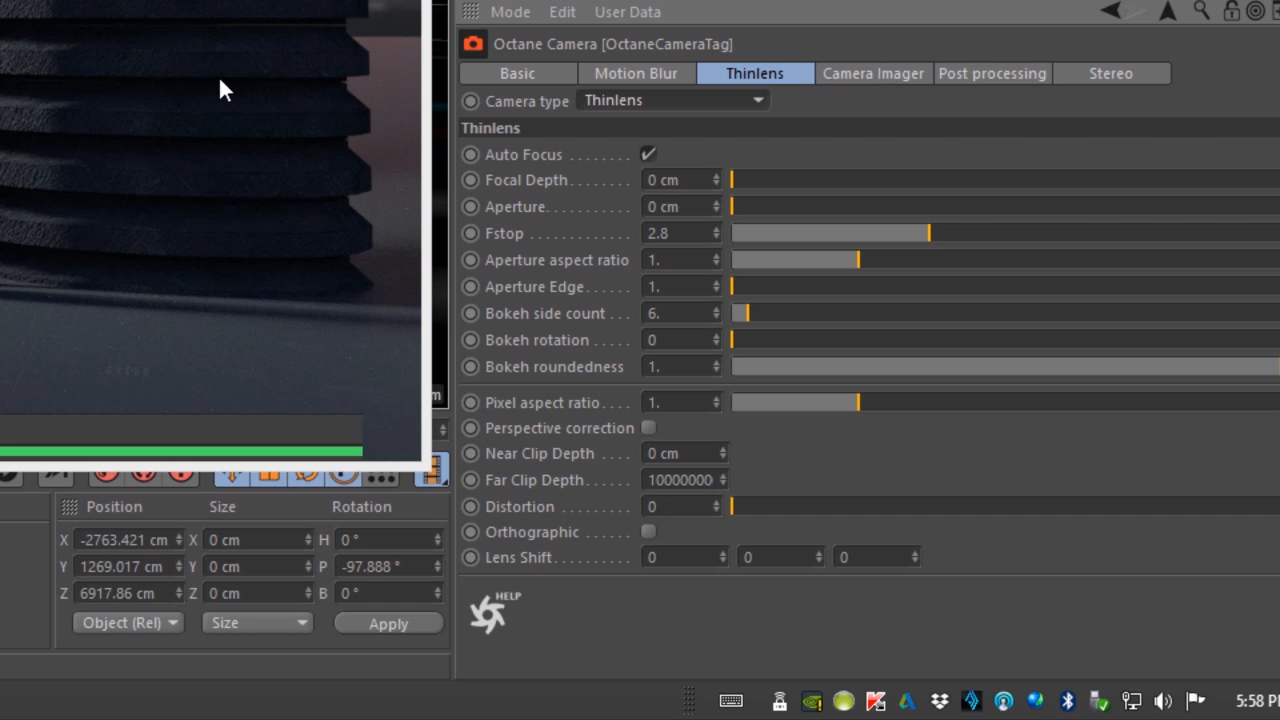 Mode Edit User Data
Octane Camera [OctaneCameraTag]
Basic Motion Blur Thinlens Camera Imager Post processing Stereo
Camera type Thinlens
Thinlens
Auto Focus . . . . . . . .
Focal Depth. . . . . . . . 0 cm
Aperture. . . . . . . . . . . 0 cm
Fstop . . . . . . . . . . . . . 2.8
Aperture aspect ratio 1.
Aperture Edge. . . . . 1.
Bokeh side count . . . 6.
Bokeh rotation . . . . 0
Bokeh roundedness 1.
Pixel aspect ratio . . . . 1.
Perspective correction
Near Clip Depth . . . . 0 cm
Far Clip Depth. . . . . . 10000000
Distortion . . . . . . . . . 0
Orthographic . . . . . .
Lens Shift. . . . . . . . . . 0 0 0
HELP
m
Position Size Rotation
X -2763.421 cm X 0 cm H 0 °
Y 1269.017 cm Y 0 cm P -97.888 °
Z 6917.86 cm Z 0 cm B 0 °
Object (Rel) Size Apply
5:58 P